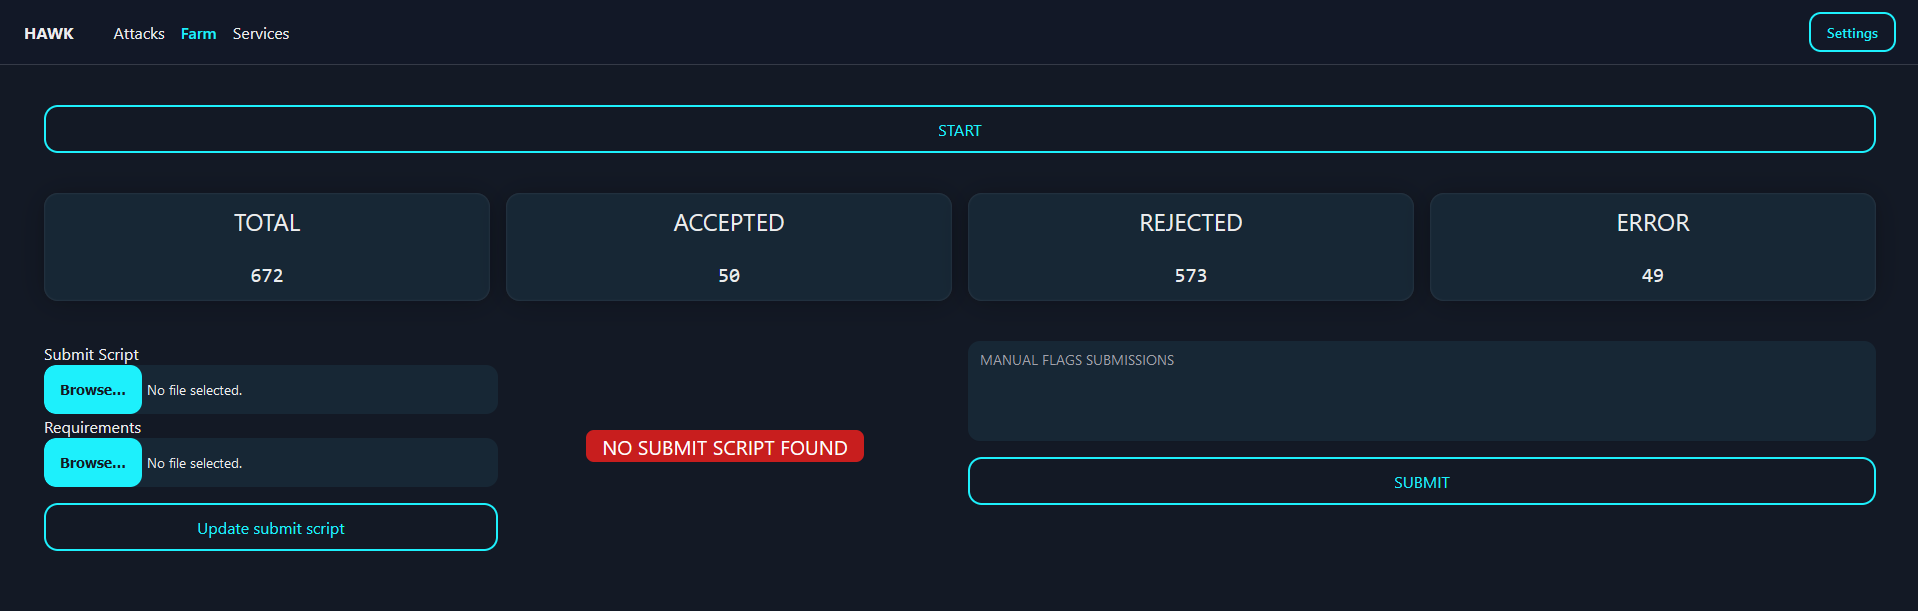 HAWK Attacks Farm Services Settings
START
TOTAL
672
ACCEPTED
50
REJECTED
573
ERROR
49
Submit Script
Browse... No file selected.
Requirements
Browse... No file selected.
Update submit script
NO SUBMIT SCRIPT FOUND
MANUAL FLAGS SUBMISSIONS
SUBMIT